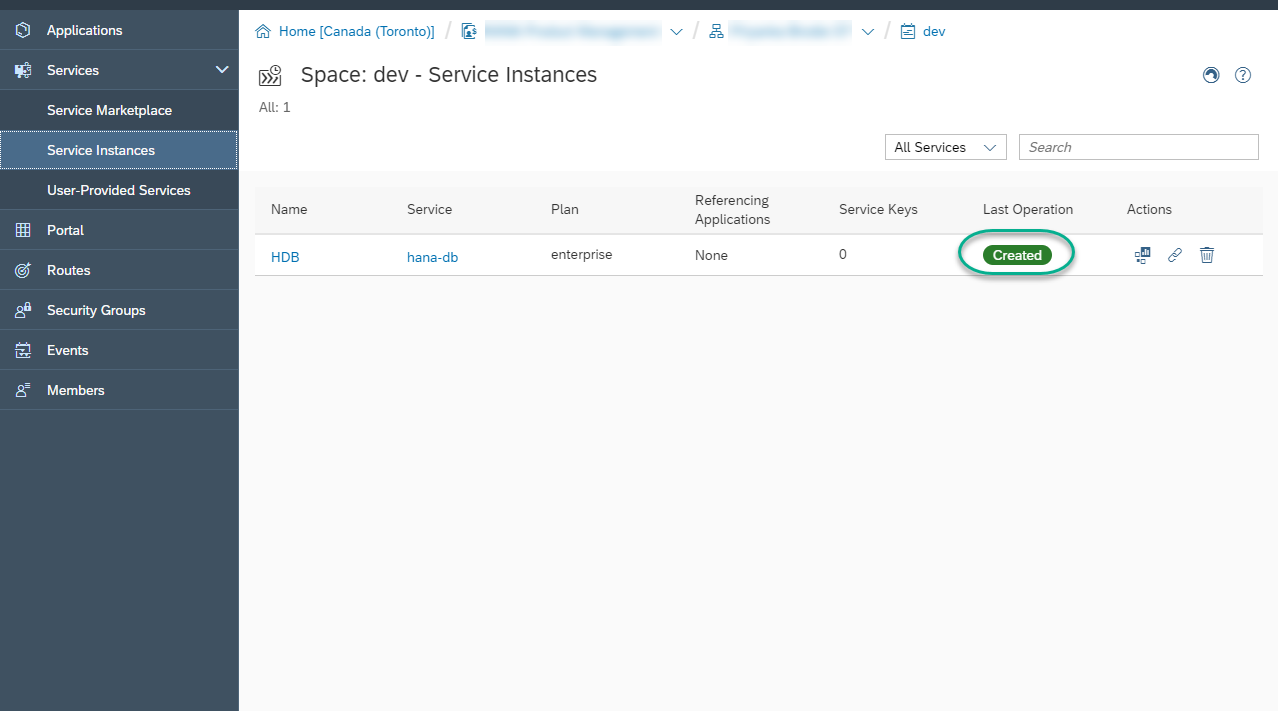 Applications
Services
Service Marketplace
Service Instances
User-Provided Services
Portal
Routes
Security Groups
Events
Members
Home [Canada (Toronto)] / / / dev
Space: dev - Service Instances
All: 1
All Services Search
Name Service Plan Referencing Applications Service Keys Last Operation Actions
HDB hana-db enterprise None 0 Created